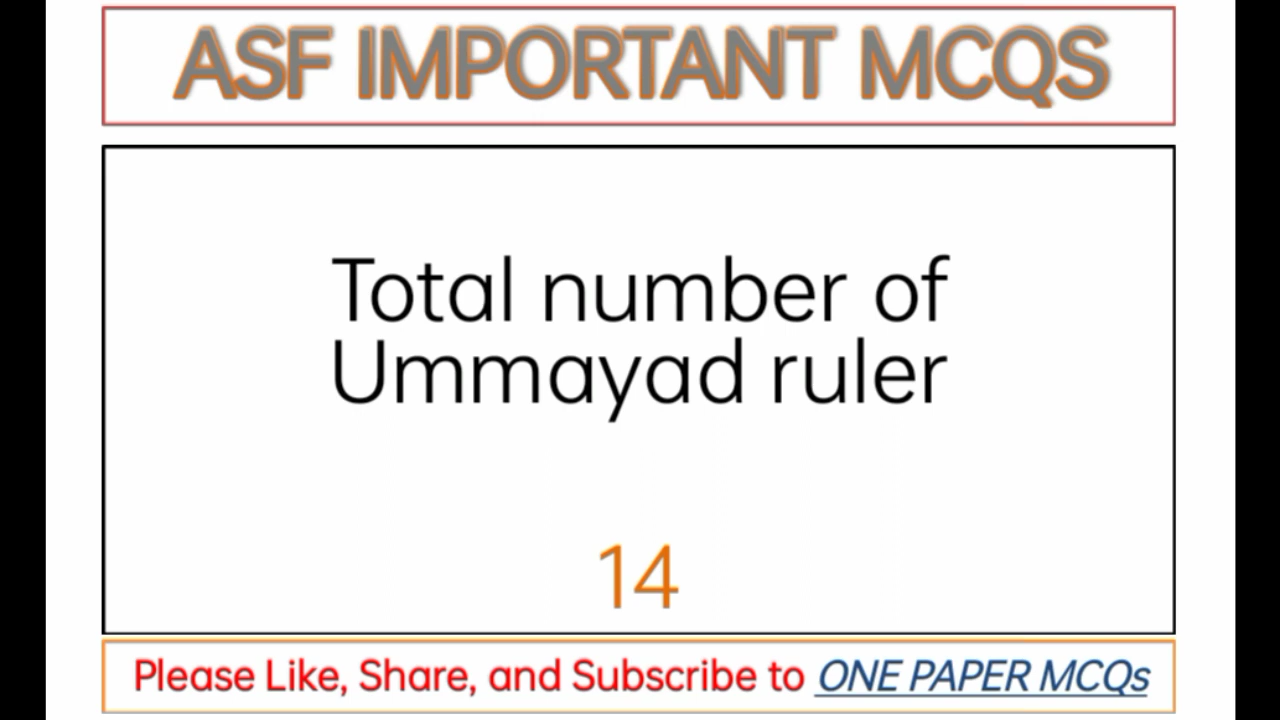 ASF IMPORTANT MCQS
Total number of
Ummayad ruler
14
Please Like, Share, and Subscribe to ONE PAPER MCQs